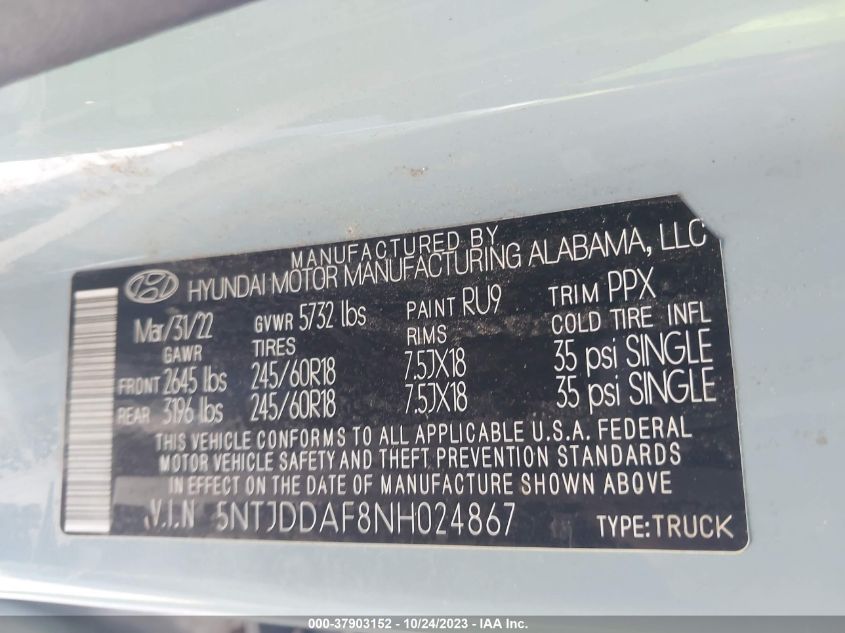 MANUFACTURED BY
HYUNDAI MOTOR MANUFACTURING ALABAMA, LLC
Mar/31/22 GVWR 5732 lbs PAINT RU9 TRIM PPX
GAWR TIRES RIMS COLD TIRE INFL
FRONT 2645 lbs 245/60R18 7.5JX18 35 psi SINGLE
REAR 3196 lbs 245/60R18 7.5JX18 35 psi SINGLE
THIS VEHICLE CONFORMS TO ALL APPLICABLE U.S.A. FEDERAL
MOTOR VEHICLE SAFETY AND THEFT PREVENTION STANDARDS
IN EFFECT ON THE DATE OF MANUFACTURE SHOWN ABOVE
V.I.N 5NTJDDAF8NH024867 TYPE:TRUCK
000-37903152 - 10/24/2023 - IAA Inc.